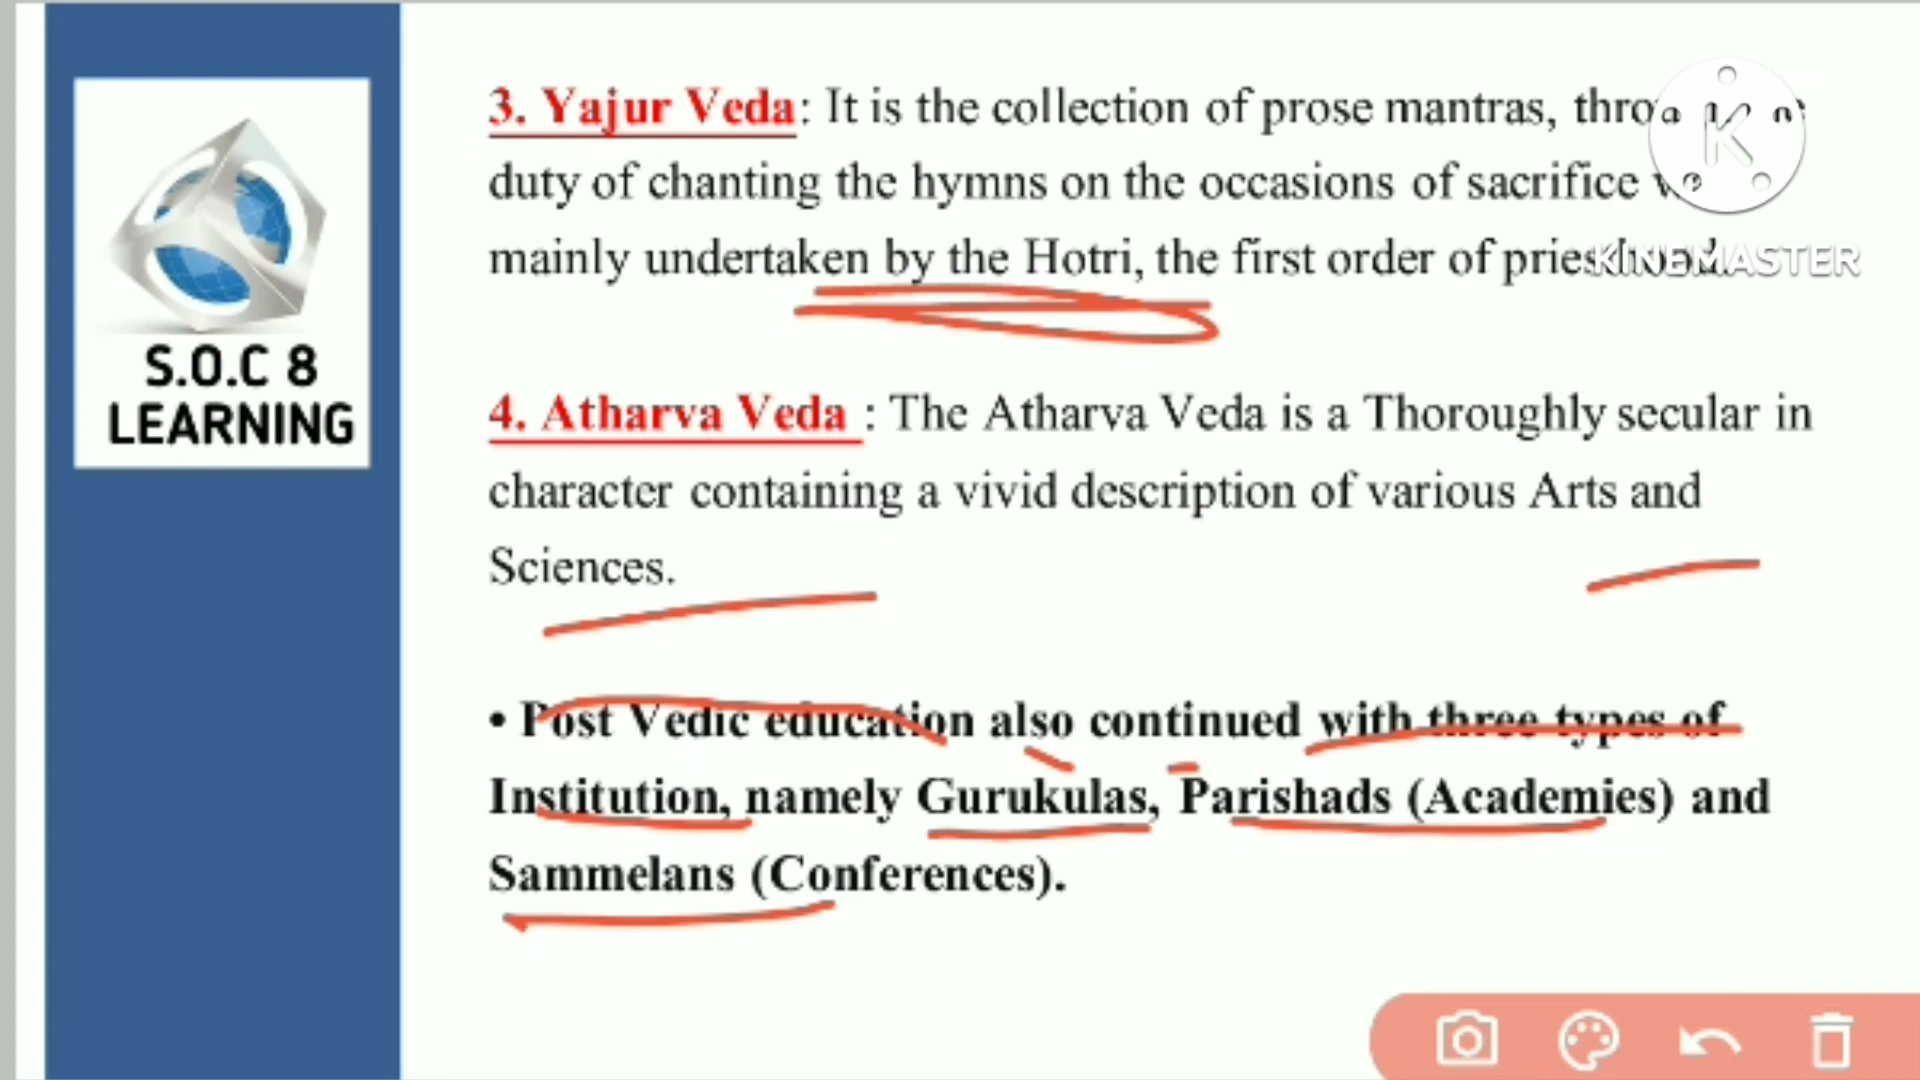 S.O.C 8
LEARNING
3. Yajur Veda: It is the collection of prose mantras,
duty of chanting the hymns on the occasions of sacrifice
mainly undertaken by the Hotri, the first order of
KINEMASTER
4. Atharva Veda : The Atharva Veda is a Thoroughly secular in
character containing a vivid description of various Arts and
Sciences.
• Post Vedic education also continued with three types of
Institution, namely Gurukulas, Parishads (Academies) and
Sammelans (Conferences).